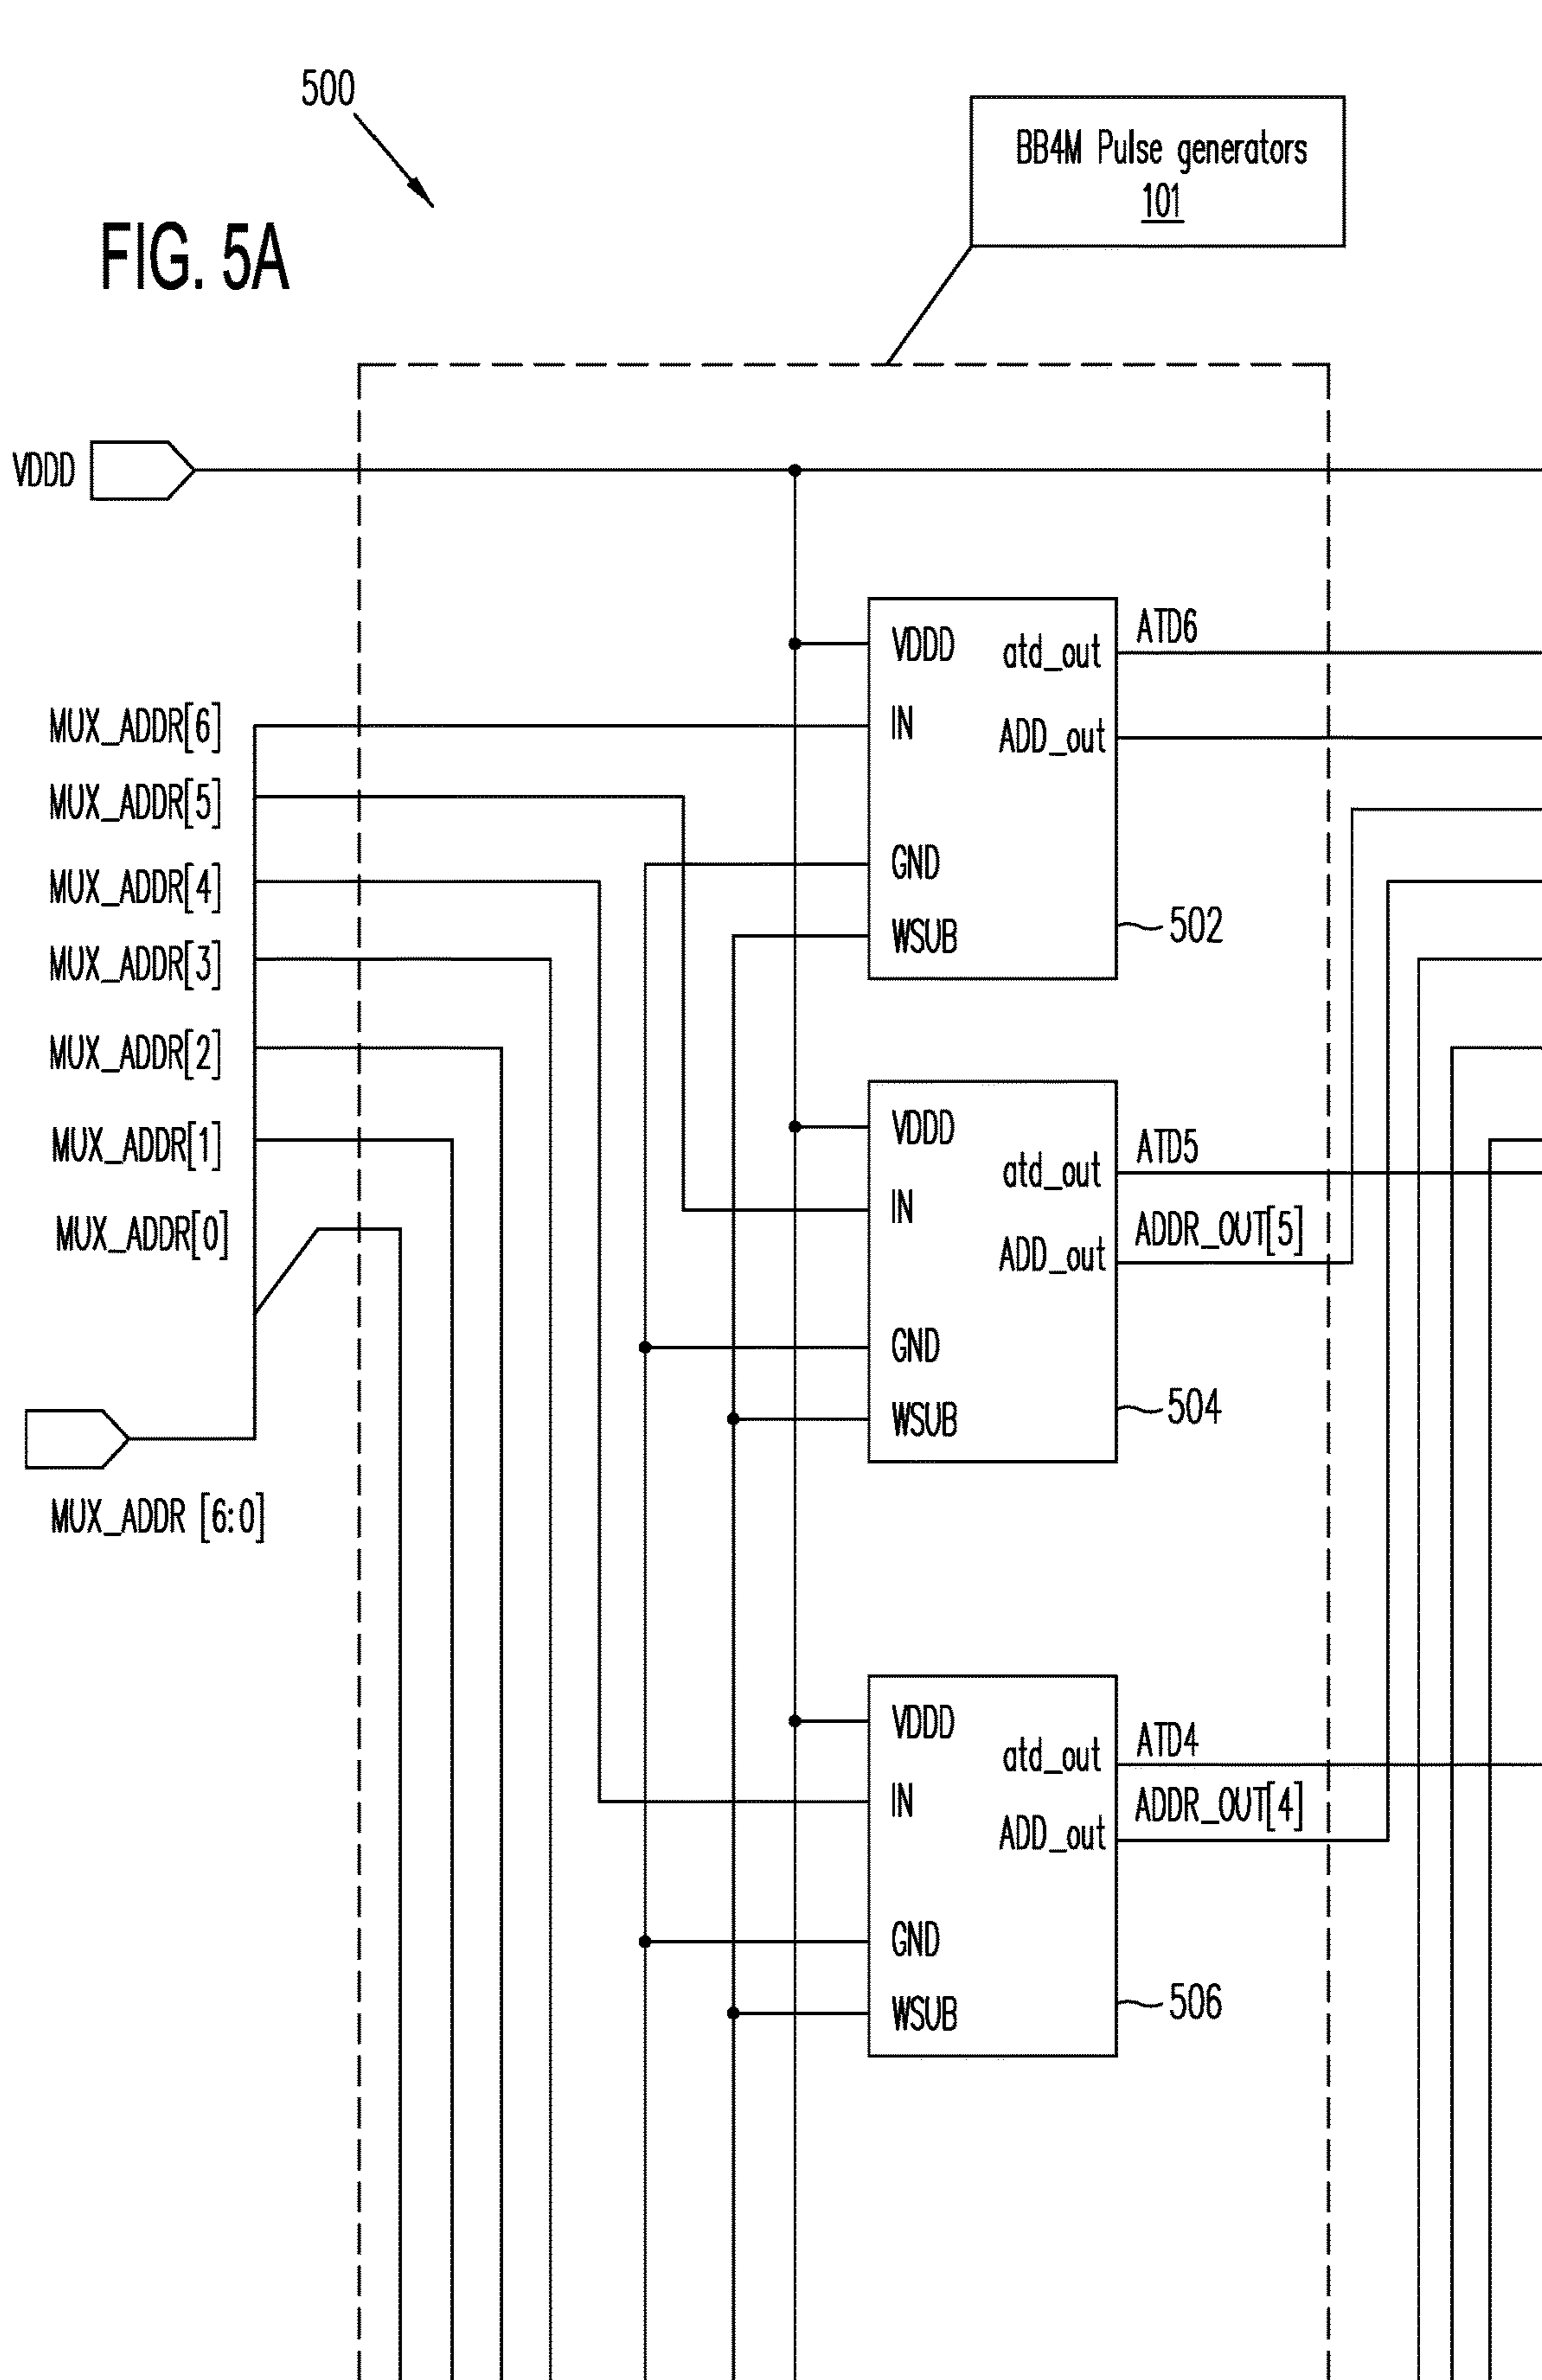 500
BB4M Pulse generators
101
FIG. 5A
VDDD
VDDD
atd_out
ATD6
MUX_ADDR[6]
IN
ADD_out
MUX_ADDR[5]
GND
MUX_ADDR[4]
WSUB
502
MUX_ADDR[3]
MUX_ADDR[2]
VDDD
MUX_ADDR[1]
atd_out
ATD5
IN
MUX_ADDR[0]
ADD_out
ADDR_OUT[5]
GND
WSUB
504
MUX_ADDR [6:0]
VDDD
atd_out
ATD4
IN
ADD_out
ADDR_OUT[4]
GND
WSUB
506